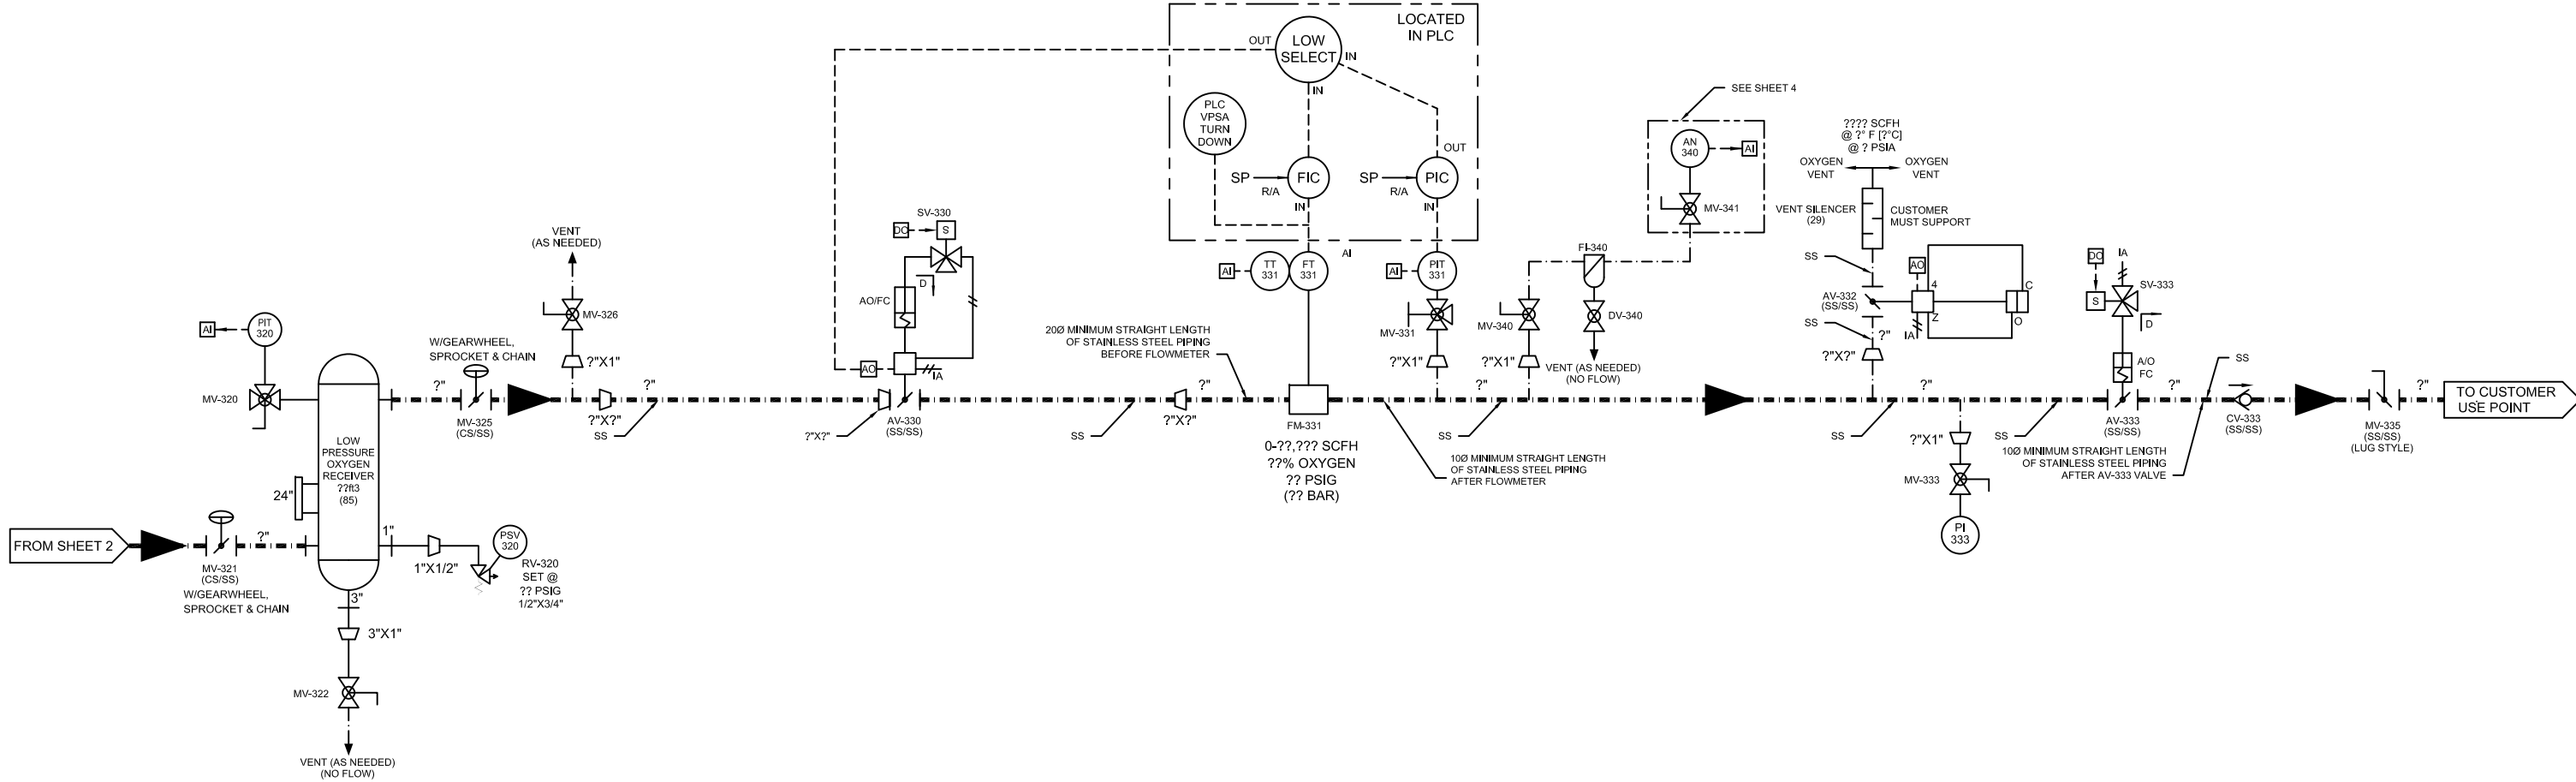 LOCATED
IN PLC
OUT
LOW
SELECT
IN
IN
PLC
VPSA
TURN
DOWN
OUT
SP
R/A
FIC
IN
SP
R/A
PIC
IN
SEE SHEET 4
AN
340
AI
MV-341
???? SCFH
@ ?° F [?°C]
@ ? PSIA
OXYGEN
VENT
OXYGEN
VENT
VENT SILENCER
(29)
CUSTOMER
MUST SUPPORT
SV-330
DO
S
D
AO/FC
AO
IA
VENT
(AS NEEDED)
MV-326
?"X1"
AI
TT
331
FT
331
AI
AI
PIT
331
MV-331
?"X1"
FI-340
MV-340
?"X1"
DV-340
VENT (AS NEEDED)
(NO FLOW)
SS
AV-332
(SS/SS)
SS
?"
?"X?"
AO
4
Z
IA
C
O
DO
IA
S
SV-333
D
A/O
FC
AI
PIT
320
MV-320
W/GEARWHEEL,
SPROCKET & CHAIN
?"
MV-325
(CS/SS)
?"X?"
SS
?"
?"X?"
AV-330
(SS/SS)
20Ø MINIMUM STRAIGHT LENGTH
OF STAINLESS STEEL PIPING
BEFORE FLOWMETER
SS
?"X?"
?"
FM-331
0-??,??? SCFH
??% OXYGEN
?? PSIG
(?? BAR)
10Ø MINIMUM STRAIGHT LENGTH
OF STAINLESS STEEL PIPING
AFTER FLOWMETER
SS
?"
SS
?"
?"X1"
MV-333
PI
333
SS
AV-333
(SS/SS)
10Ø MINIMUM STRAIGHT LENGTH
OF STAINLESS STEEL PIPING
AFTER AV-333 VALVE
?"
SS
CV-333
(SS/SS)
MV-335
(SS/SS)
(LUG STYLE)
?"
TO CUSTOMER
USE POINT
LOW
PRESSURE
OXYGEN
RECEIVER
??ft3
(85)
24"
FROM SHEET 2
MV-321
(CS/SS)
W/GEARWHEEL,
SPROCKET & CHAIN
?"
1"
1"X1/2"
PSV
320
RV-320
SET @
?? PSIG
1/2"X3/4"
3"
3"X1"
MV-322
VENT (AS NEEDED)
(NO FLOW)